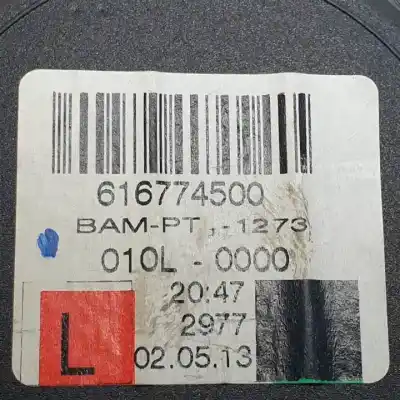 616774500
BAM-PT,-1273
010L - 0000
20:47
2977
L 02.05.13